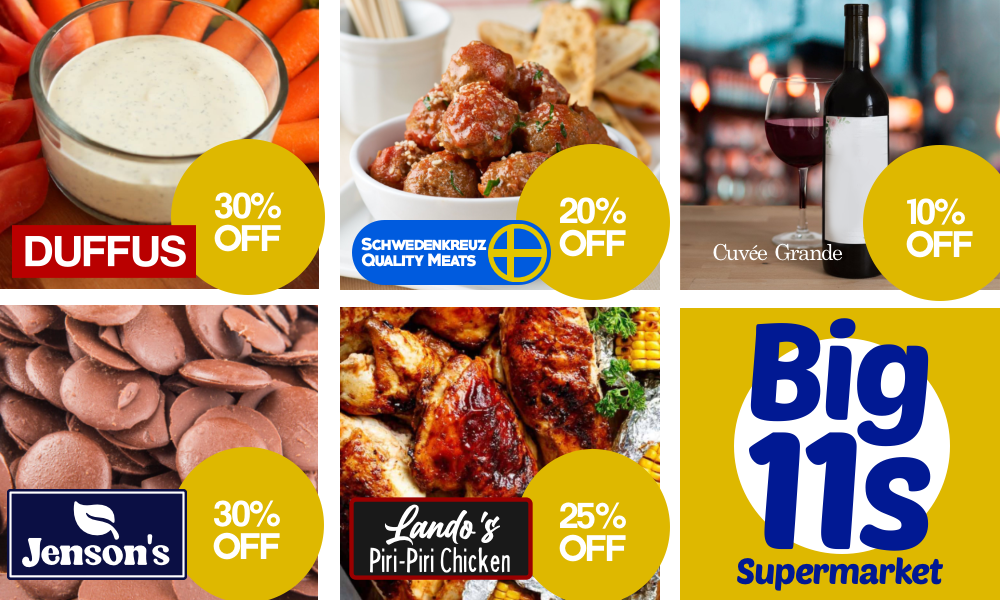 30%
OFF
DUFFUS
20%
OFF
SCHWEDENKREUZ
QUALITY MEATS
10%
OFF
Cuvée Grande
30%
OFF
Jenson's
25%
OFF
Lando's
Piri-Piri Chicken
Big
11s
Supermarket